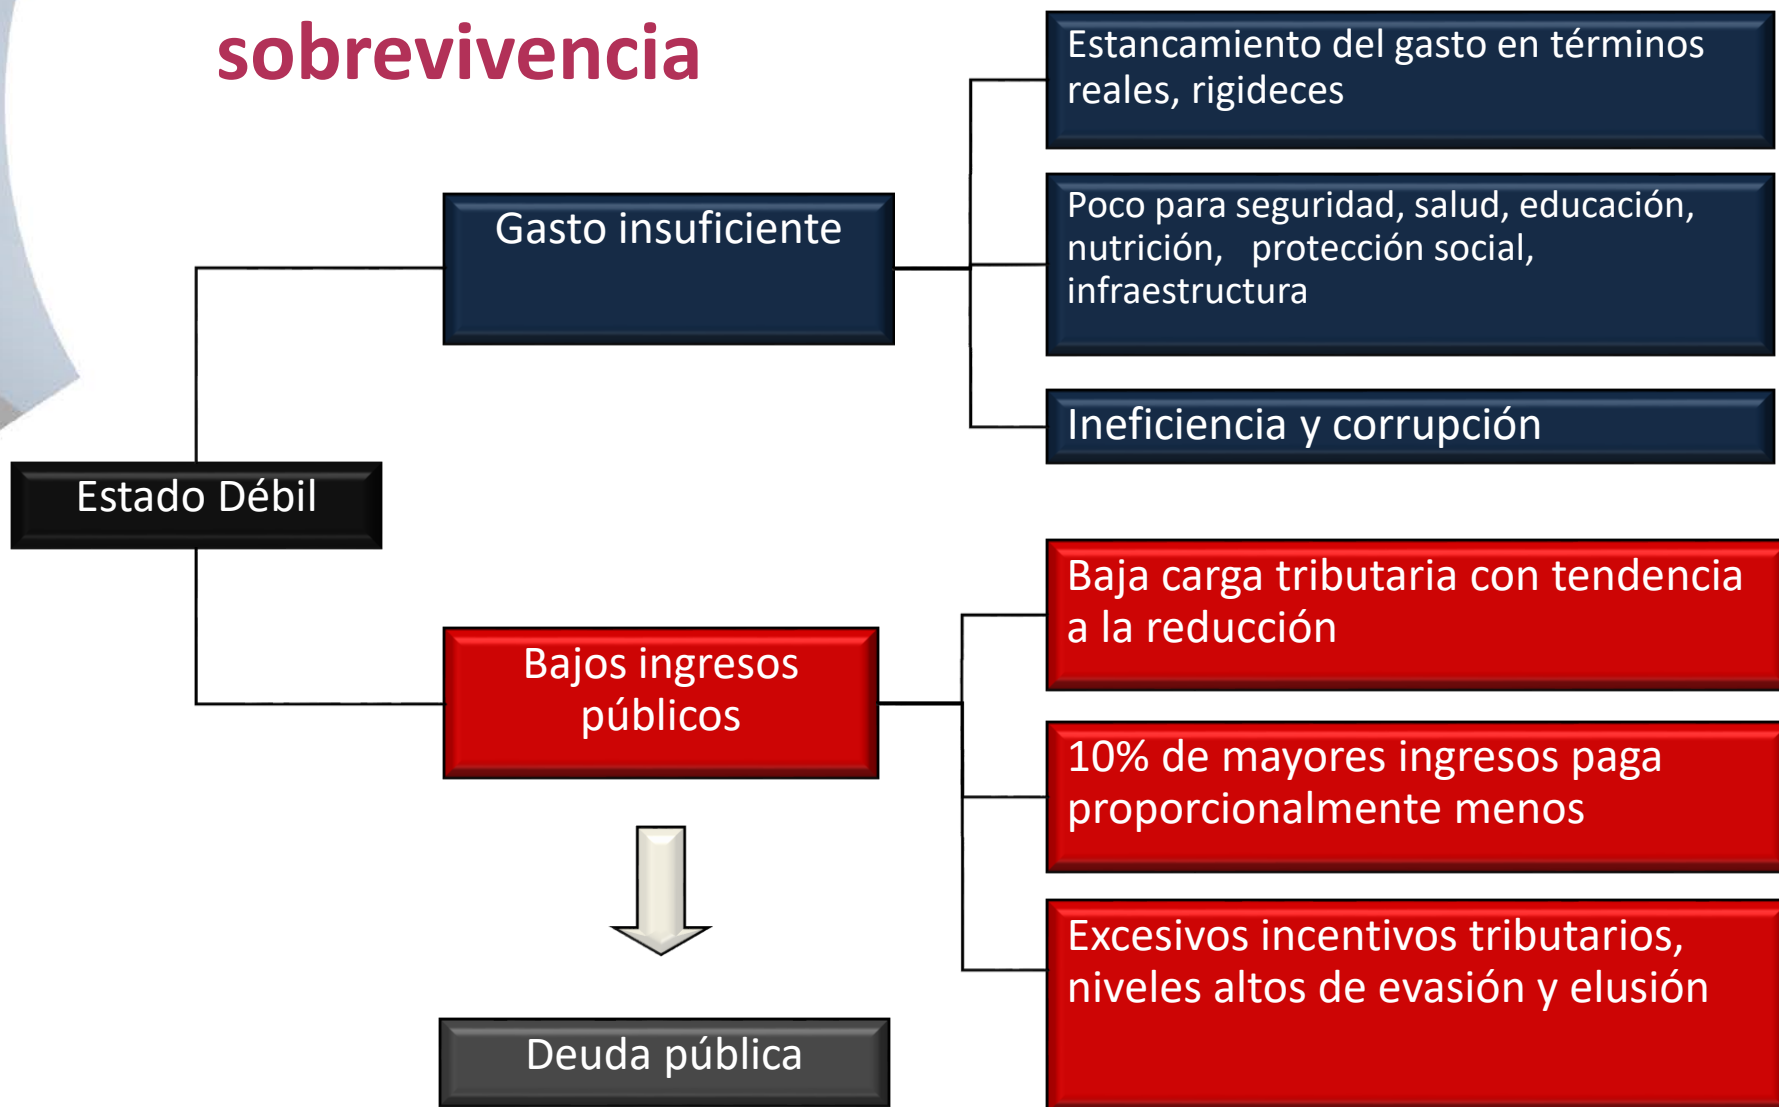 sobrevivencia
Estancamiento del gasto en términos
reales, rigideces
Gasto insuficiente
Poco para seguridad, salud, educación,
nutrición,   protección social,
infraestructura
Ineficiencia y corrupción
Estado Débil
Baja carga tributaria con tendencia
a la reducción
Bajos ingresos
públicos
10% de mayores ingresos paga
proporcionalmente menos
Excesivos incentivos tributarios,
niveles altos de evasión y elusión
Deuda pública